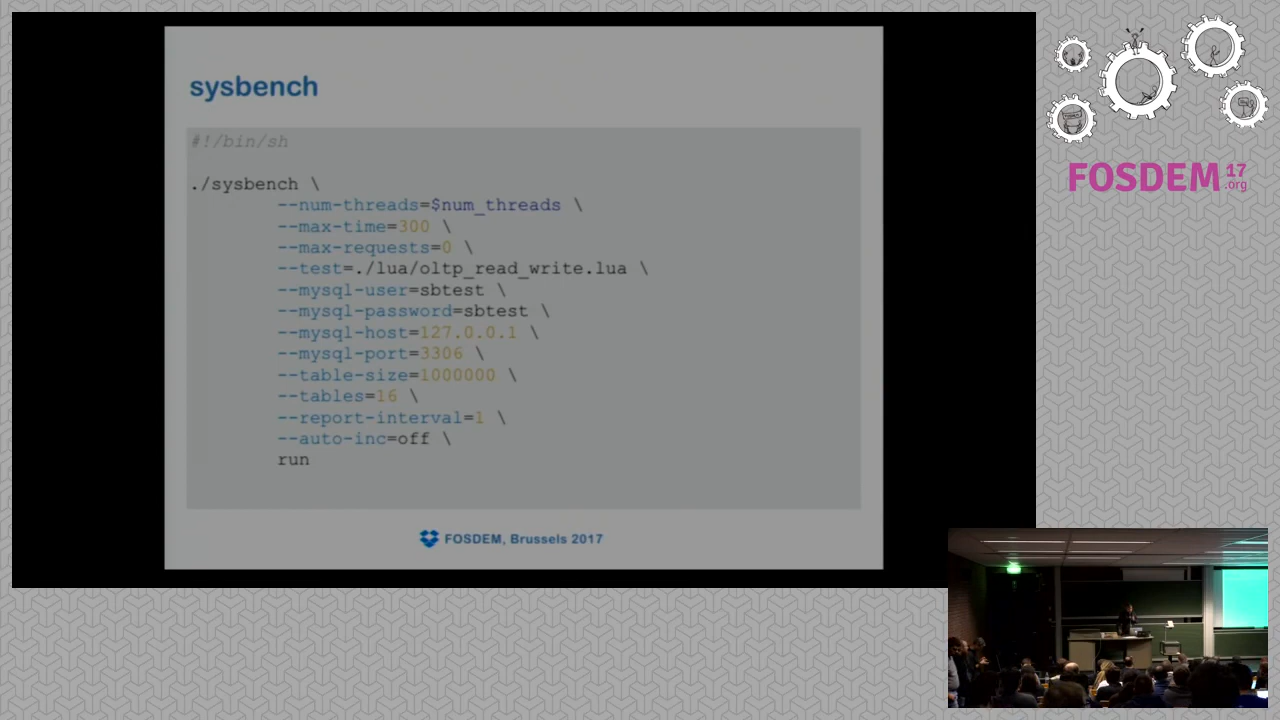 sysbench
#!/bin/sh
./sysbench \
--num-threads=$num_threads \
--max-time=300 \
--max-requests=0 \
--test=./lua/oltp_read_write.lua \
--mysql-user=sbtest \
--mysql-password=sbtest \
--mysql-host=127.0.0.1 \
--mysql-port=3306 \
--table-size=1000000 \
--tables=16 \
--report-interval=1 \
--auto-inc=off \
run
FOSDEM, Brussels 2017
FOSDEM 17
.org